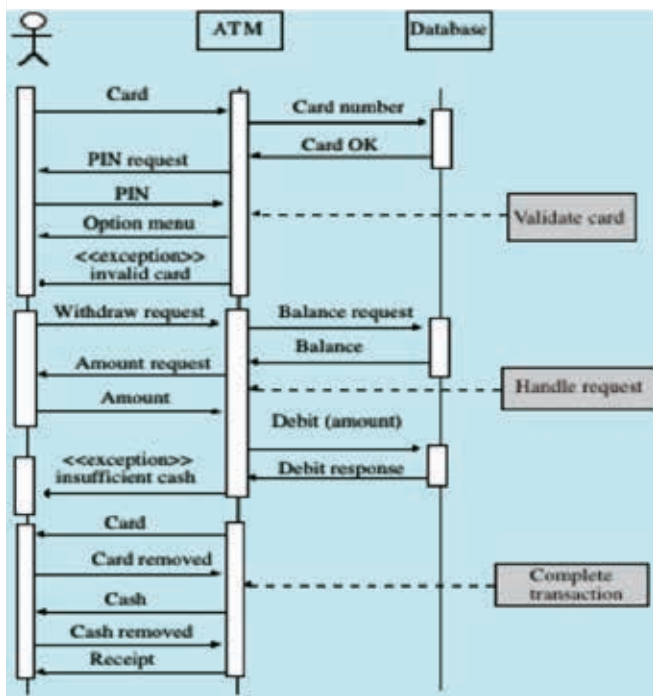 ATM
Database
Card
Card number
Card OK
PIN request
PIN
Validate card
Option menu
<<exception>>
invalid card
Withdraw request
Balance request
Balance
Amount request
Handle request
Amount
Debit (amount)
<<exception>>
insufficient cash
Debit response
Card
Card removed
Complete
transaction
Cash
Cash removed
Receipt